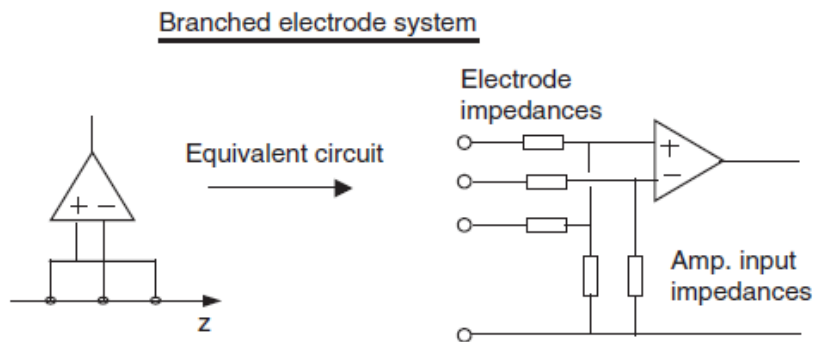 Branched electrode system
Electrode
impedances
Equivalent circuit
+ −
+
−
Amp. input
impedances
z